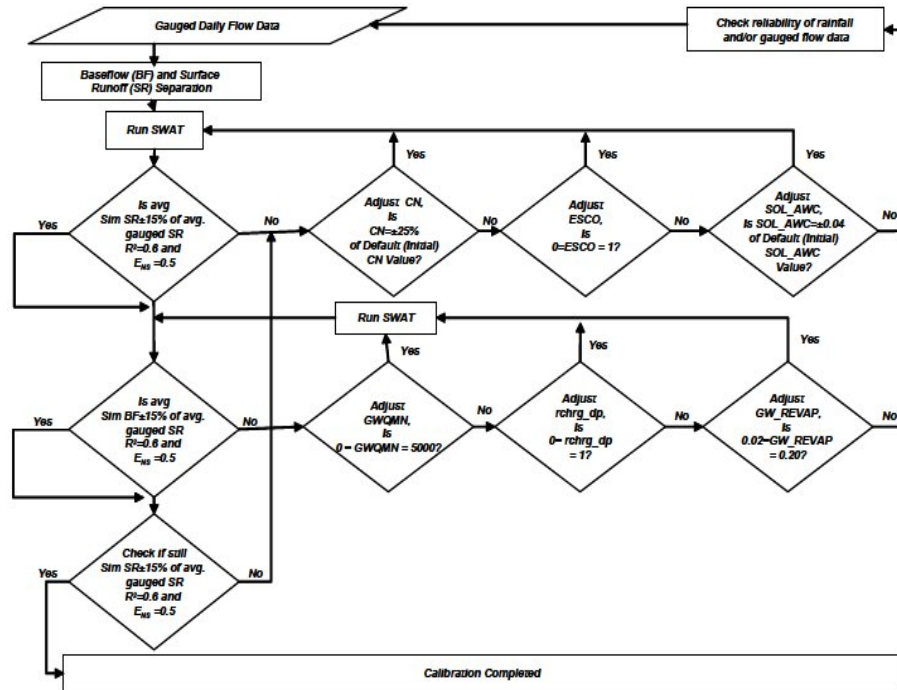 Gauged Daily Flow Data
Check reliability of rainfall
and/or gauged flow data
Baseflow (BF) and Surface
Runoff (SR) Separation
Run SWAT
Yes
Yes
Yes
Is avg
Sim SR±15% of avg.
gauged SR
R²=0.6 and
E_NS =0.5
Yes
No
Adjust CN,
Is
CN=±25%
of Default (Initial)
CN Value?
No
Adjust
ESCO,
Is
0=ESCO = 1?
No
Adjust
SOL_AWC,
Is SOL_AWC=±0.04
of Default (Initial)
SOL_AWC
Value?
No
Run SWAT
Yes
Yes
Yes
Is avg
Sim BF±15% of avg.
gauged SR
R²=0.6 and
E_NS =0.5
Yes
No
Adjust
GWQMN,
Is
0 = GWQMN = 5000?
No
Adjust
rchrg_dp,
Is
0= rchrg_dp
= 1?
No
Adjust
GW_REVAP,
Is
0.02=GW_REVAP
= 0.20?
No
Check if still
Sim SR±15% of avg.
gauged SR
R²=0.6 and
E_NS =0.5
Yes
No
Calibration Completed